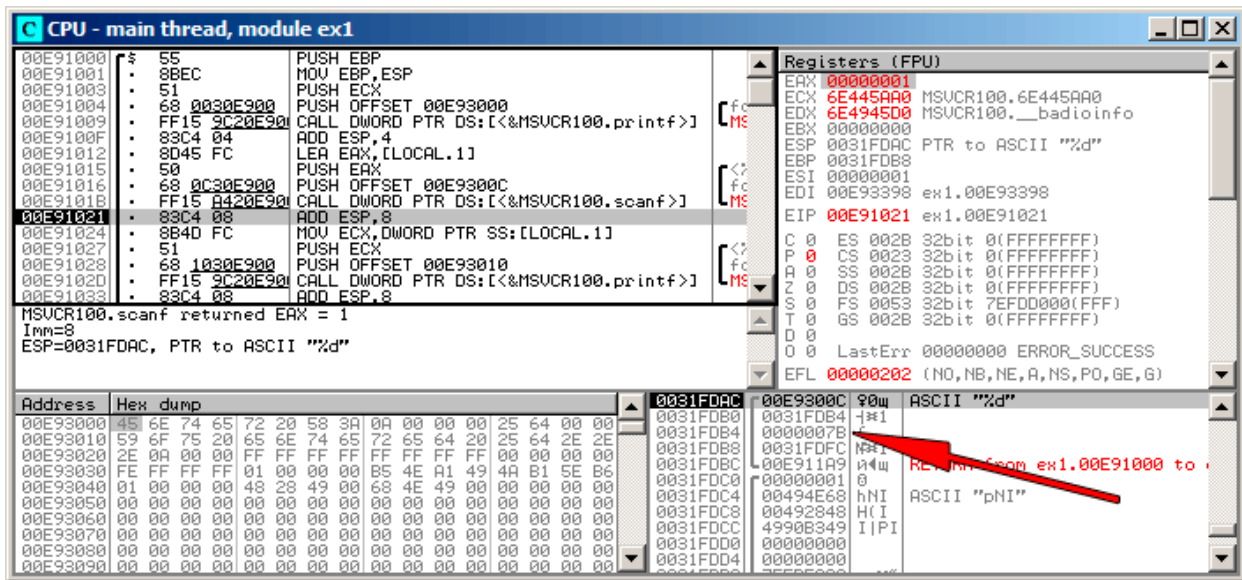 CPU - main thread, module ex1
00E91000 $ 55 PUSH EBP
00E91001 . 8BEC MOV EBP,ESP
00E91003 . 51 PUSH ECX
00E91004 . 68 0030E900 PUSH OFFSET 00E93000
00E91009 . FF15 9C20E90 CALL DWORD PTR DS:[<&MSVCR100.printf>]
00E9100F . 83C4 04 ADD ESP,4
00E91012 . 8D45 FC LEA EAX,[LOCAL.1]
00E91015 . 50 PUSH EAX
00E91016 . 68 0C30E900 PUSH OFFSET 00E9300C
00E9101B . FF15 A420E90 CALL DWORD PTR DS:[<&MSVCR100.scanf>]
00E91021 . 83C4 08 ADD ESP,8
00E91024 . 8B4D FC MOV ECX,DWORD PTR SS:[LOCAL.1]
00E91027 . 51 PUSH ECX
00E91028 . 68 1030E900 PUSH OFFSET 00E93010
00E9102D . FF15 9C20E90 CALL DWORD PTR DS:[<&MSVCR100.printf>]
00E91033 . 83C4 08 ADD ESP,8
MSVCR100.scanf returned EAX = 1
Imm=8
ESP=0031FDAC, PTR to ASCII "%d"
Registers (FPU)
EAX 00000001
ECX 6E445AA0 MSVCR100.6E445AA0
EDX 6E4945D0 MSVCR100.__badioinfo
EBX 00000000
ESP 0031FDAC PTR to ASCII "%d"
EBP 0031FDB8
ESI 00000001
EDI 00E93398 ex1.00E93398
EIP 00E91021 ex1.00E91021
C 0 ES 002B 32bit 0(FFFFFFFF)
P 0 CS 0023 32bit 0(FFFFFFFF)
A 0 SS 002B 32bit 0(FFFFFFFF)
Z 0 DS 002B 32bit 0(FFFFFFFF)
S 0 FS 0053 32bit 7EFDD000(FFF)
T 0 GS 002B 32bit 0(FFFFFFFF)
D 0
O 0 LastErr 00000000 ERROR_SUCCESS
EFL 00000202 (NO,NB,NE,A,NS,PO,GE,G)
Address Hex dump
00E93000 45 6E 74 65 72 20 58 3A 0A 00 00 00 25 64 00 00
00E93010 59 6F 75 20 65 6E 74 65 72 65 64 20 25 64 2E 2E
00E93020 2E 0A 00 00 FF FF FF FF FF FF FF FF 00 00 00 00
00E93030 FE FF FF FF 01 00 00 00 B5 4E A1 49 4A B1 5E B6
00E93040 01 00 00 00 48 28 49 00 68 4E 49 00 00 00 00 00
00E93050 00 00 00 00 00 00 00 00 00 00 00 00 00 00 00 00
00E93060 00 00 00 00 00 00 00 00 00 00 00 00 00 00 00 00
00E93070 00 00 00 00 00 00 00 00 00 00 00 00 00 00 00 00
00E93080 00 00 00 00 00 00 00 00 00 00 00 00 00 00 00 00
00E93090 00 00 00 00 00 00 00 00 00 00 00 00 00 00 00 00
0031FDAC 00E9300C ASCII "%d"
0031FDB0 0031FDB4
0031FDB4 0000007B
0031FDB8 0031FDFC
0031FDBC 00E911A9 RETURN from ex1.00E91000 to
0031FDC0 00000001
0031FDC4 00494E68 hNI ASCII "pNI"
0031FDC8 00492848 H(I
0031FDCC 4990B349 I|PI
0031FDD0 00000000
0031FDD4 00000000